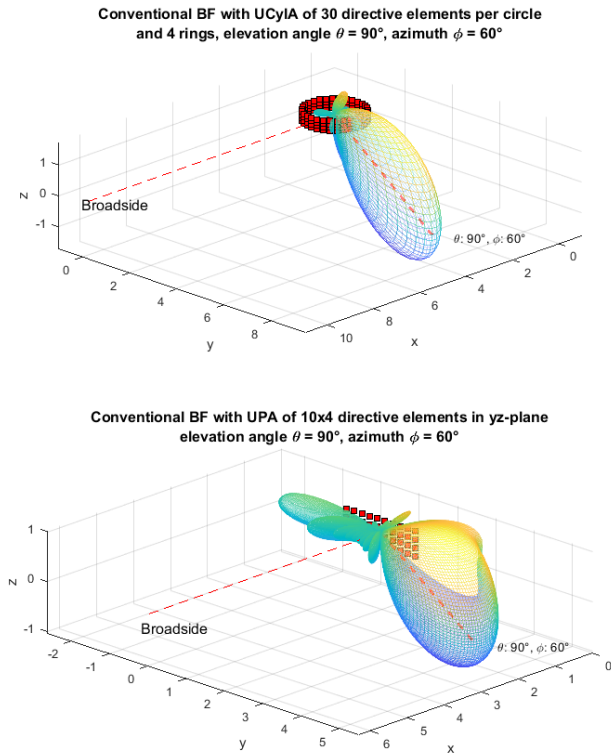 Conventional BF with UCylA of 30 directive elements per circle
and 4 rings, elevation angle θ = 90°, azimuth ϕ = 60°
1
0
-1
z
Broadside
θ: 90°, ϕ: 60°
0
2
4
6
8
y
10
8
6
4
2
0
x
Conventional BF with UPA of 10x4 directive elements in yz-plane
elevation angle θ = 90°, azimuth ϕ = 60°
1
0
-1
z
Broadside
θ: 90°, ϕ: 60°
-2
-1
0
1
2
3
4
5
y
6
5
4
3
2
1
0
x